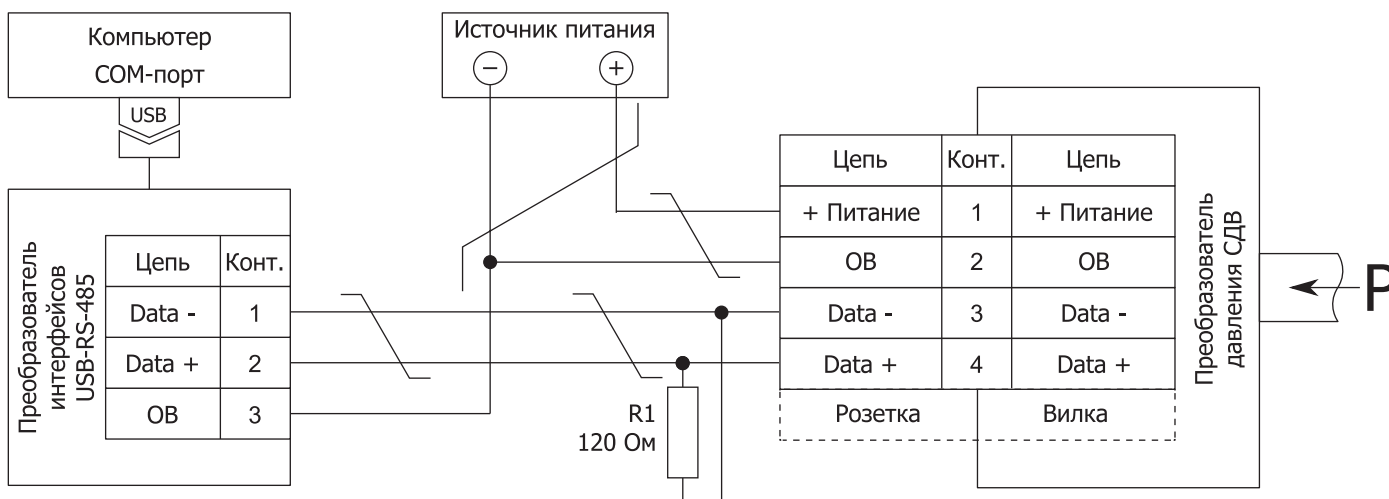 Компьютер
COM-порт
USB
Источник питания
− +
Преобразователь
интерфейсов
USB-RS-485
Цепь Конт.
Data - 1
Data + 2
ОВ 3
R1
120 Ом
Цепь Конт. Цепь
+ Питание 1 + Питание
ОВ 2 ОВ
Data - 3 Data -
Data + 4 Data +
Розетка Вилка
Преобразователь
давления СДВ
P